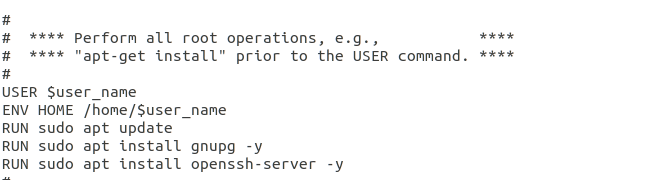 #
#  **** Perform all root operations, e.g.,           ****
#  **** "apt-get install" prior to the USER command. ****
#
USER $user_name
ENV HOME /home/$user_name
RUN sudo apt update
RUN sudo apt install gnupg -y
RUN sudo apt install openssh-server -y
#